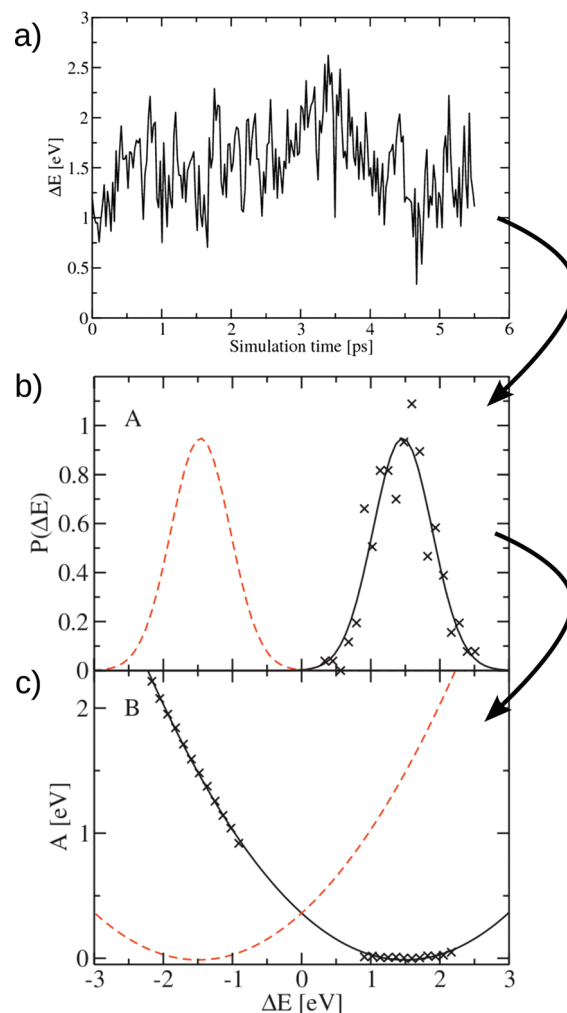 a)
3
2.5
2
1.5
1
0.5
0
ΔE [eV]
0 1 2 3 4 5 6
Simulation time [ps]
b)
A
1
0.8
0.6
0.4
0.2
0
P(ΔE)
c)
B
2
1
0
A [eV]
-3 -2 -1 0 1 2 3
ΔE [eV]